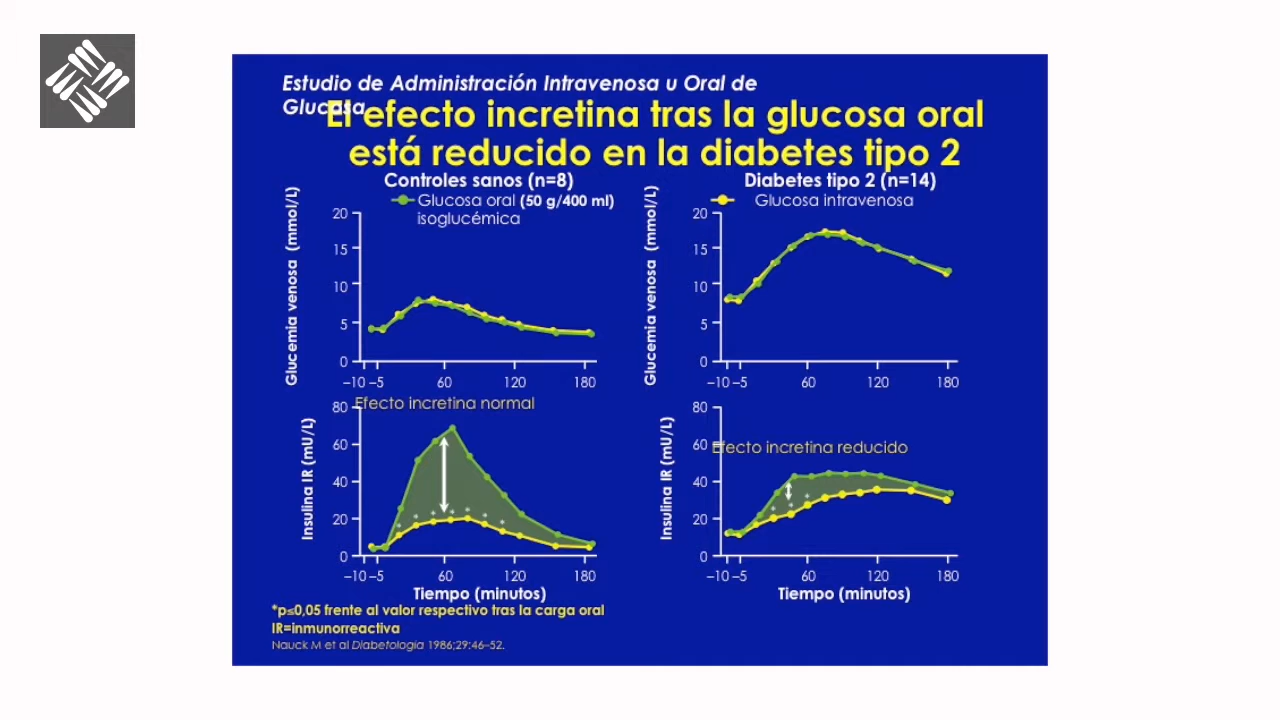 Estudio de Administración Intravenosa u Oral de
Glucosa
El efecto incretina tras la glucosa oral
está reducido en la diabetes tipo 2
Controles sanos (n=8)
Glucosa oral (50 g/400 ml)
isoglucémica
Glucemia venosa (mmol/L)
20
15
10
5
0
–10 –5 60 120 180
Diabetes tipo 2 (n=14)
Glucosa intravenosa
Glucemia venosa (mmol/L)
20
15
10
5
0
–10 –5 60 120 180
Efecto incretina normal
Insulina IR (mU/L)
80
60
40
20
0
–10 –5 60 120 180
Tiempo (minutos)
Efecto incretina reducido
Insulina IR (mU/L)
80
60
40
20
0
–10 –5 60 120 180
Tiempo (minutos)
*p≤0,05 frente al valor respectivo tras la carga oral
IR=inmunorreactiva
Nauck M et al Diabetologia 1986;29:46–52.